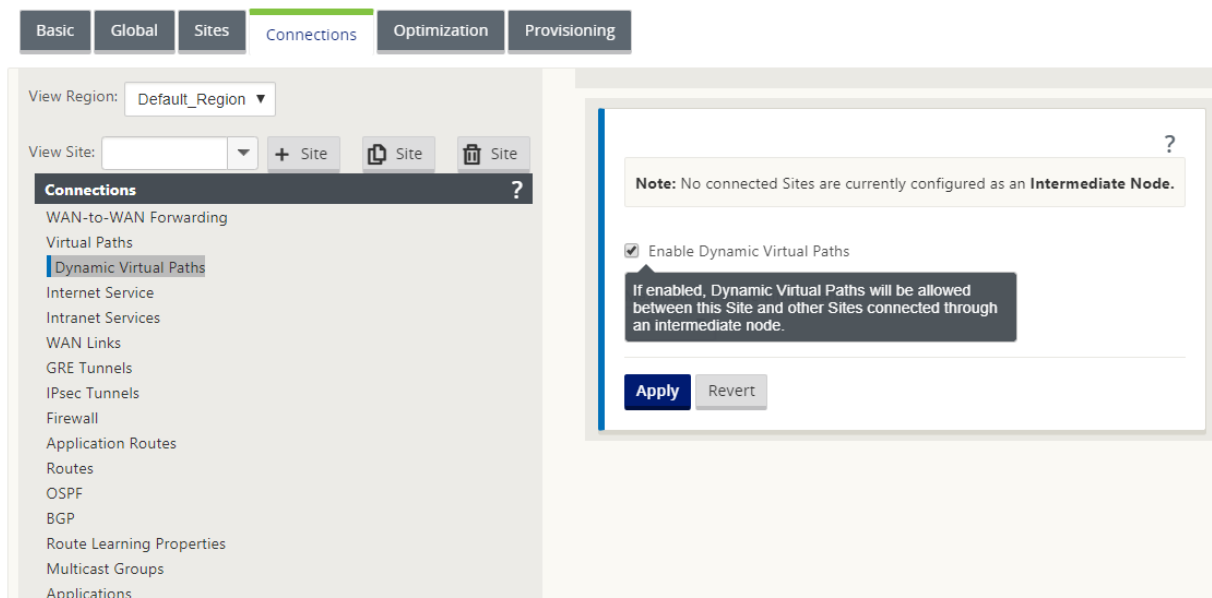 Basic
Global
Sites
Connections
Optimization
Provisioning
View Region:
Default_Region
View Site:
+ Site
Site
Site
Connections
?
WAN-to-WAN Forwarding
Virtual Paths
Dynamic Virtual Paths
Internet Service
Intranet Services
WAN Links
GRE Tunnels
IPsec Tunnels
Firewall
Application Routes
Routes
OSPF
BGP
Route Learning Properties
Multicast Groups
Applications
?
Note: No connected Sites are currently configured as an Intermediate Node.
Enable Dynamic Virtual Paths
If enabled, Dynamic Virtual Paths will be allowed
between this Site and other Sites connected through
an intermediate node.
Apply
Revert